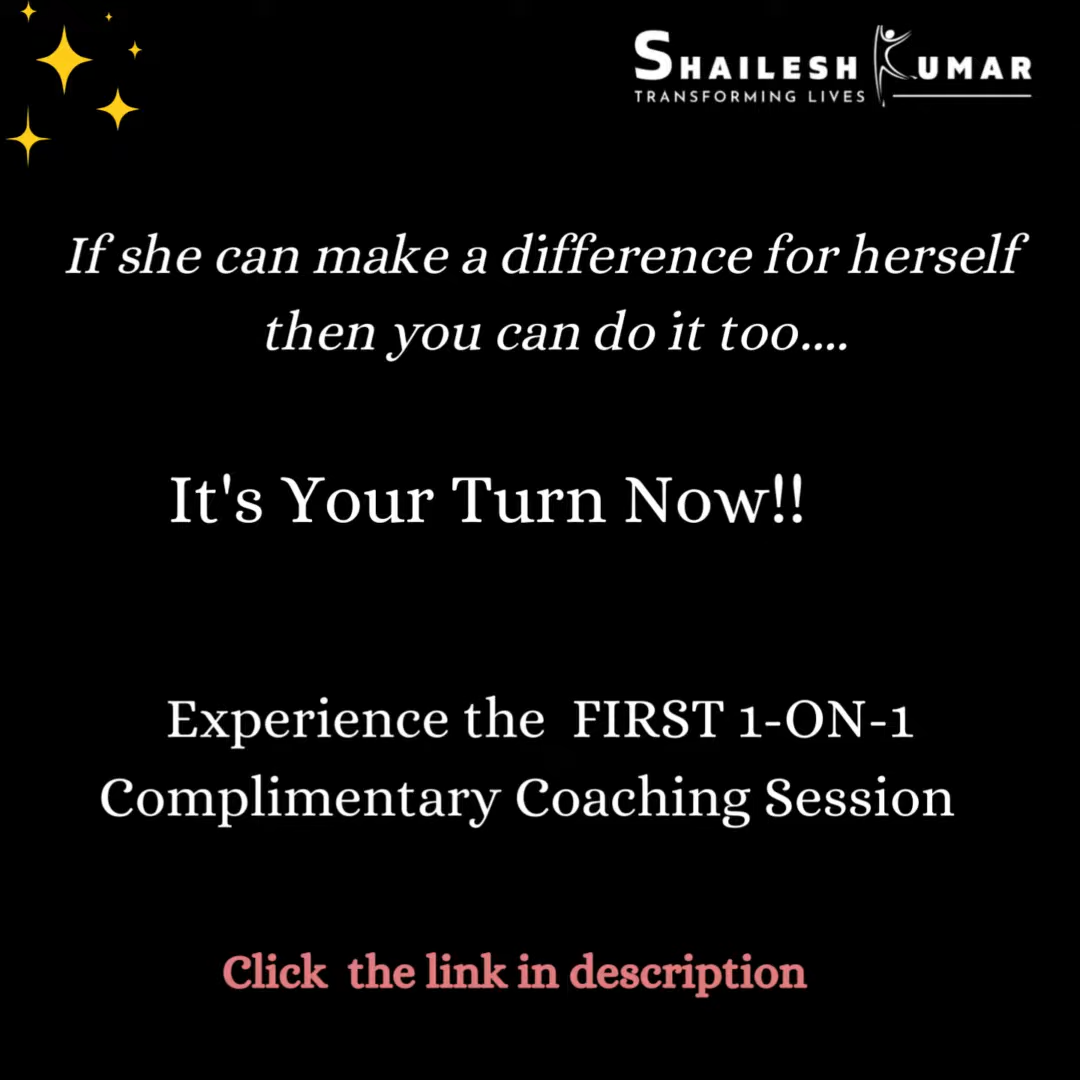 SHAILESH KUMAR
TRANSFORMING LIVES
If she can make a difference for herself
then you can do it too....
It's Your Turn Now!!
Experience the FIRST 1-ON-1
Complimentary Coaching Session
Click the link in description